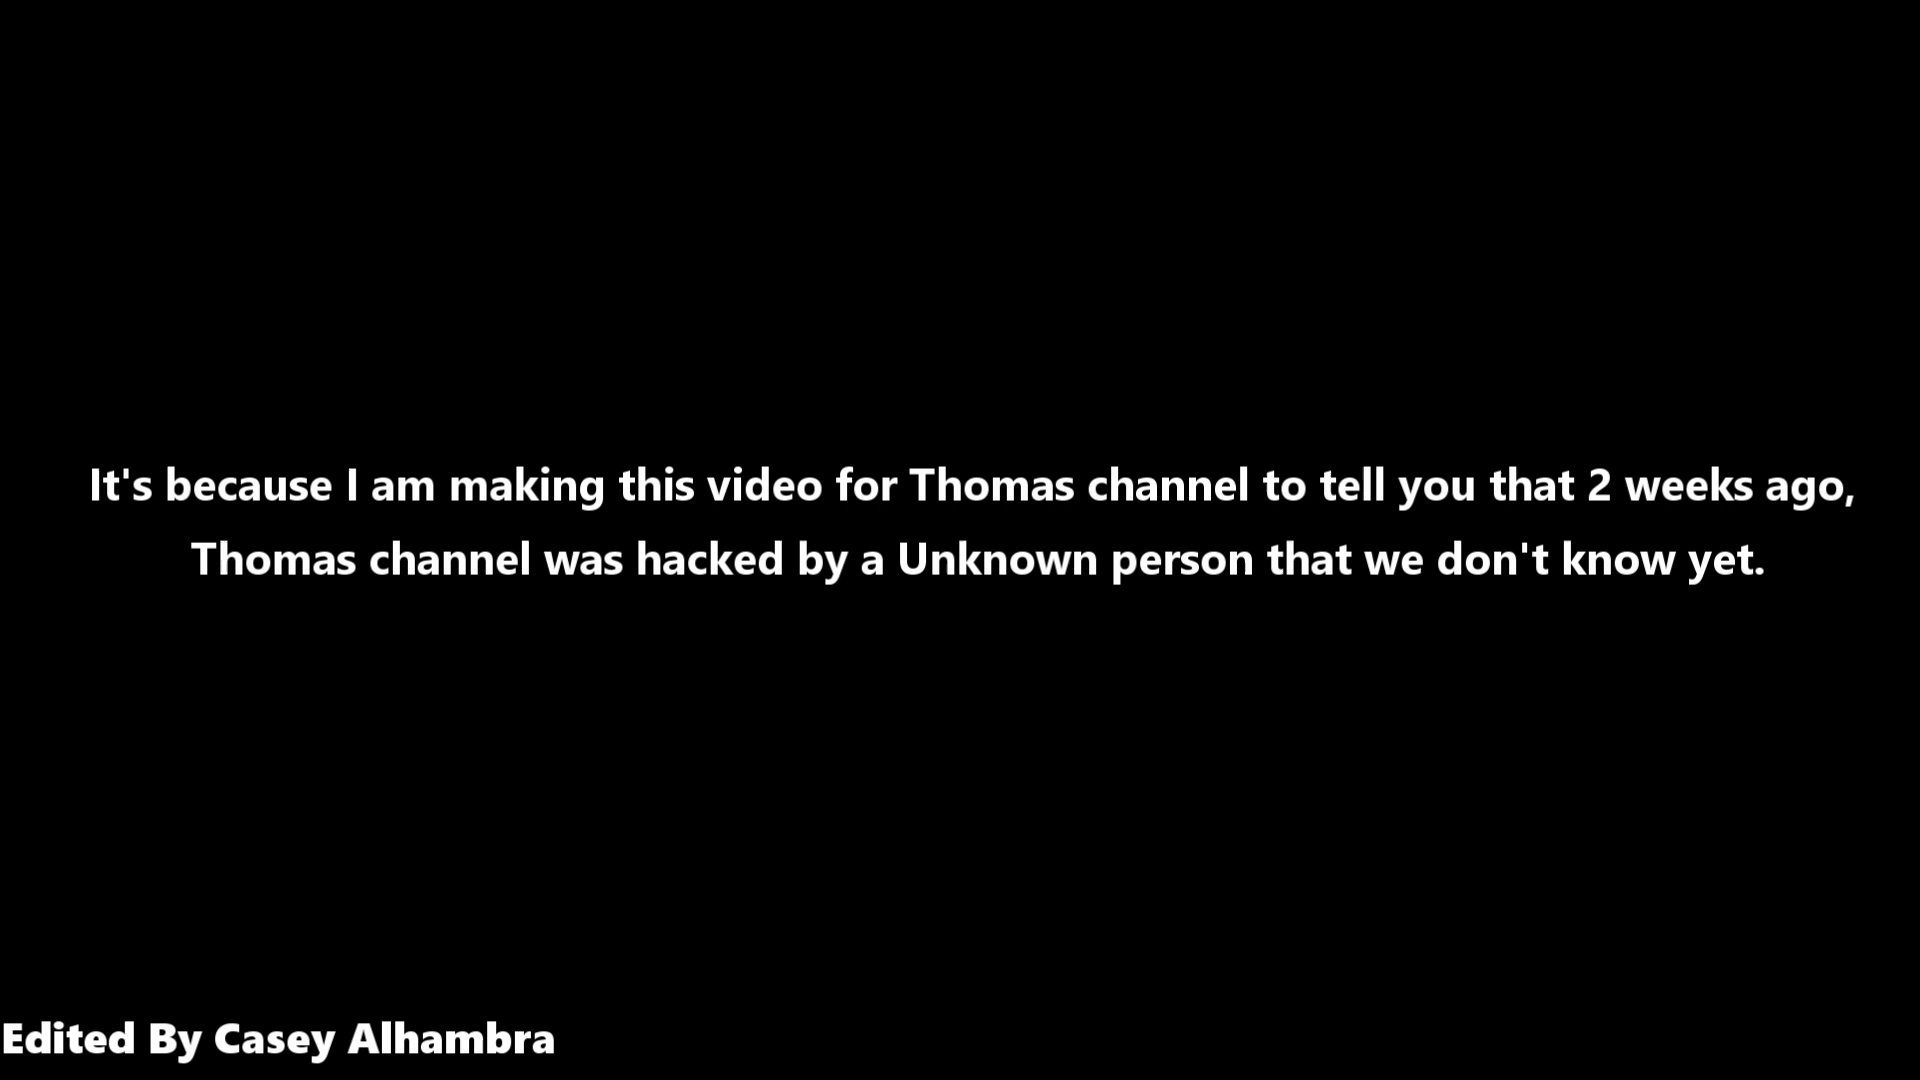 It's because I am making this video for Thomas channel to tell you that 2 weeks ago,
Thomas channel was hacked by a Unknown person that we don't know yet.
Edited By Casey Alhambra